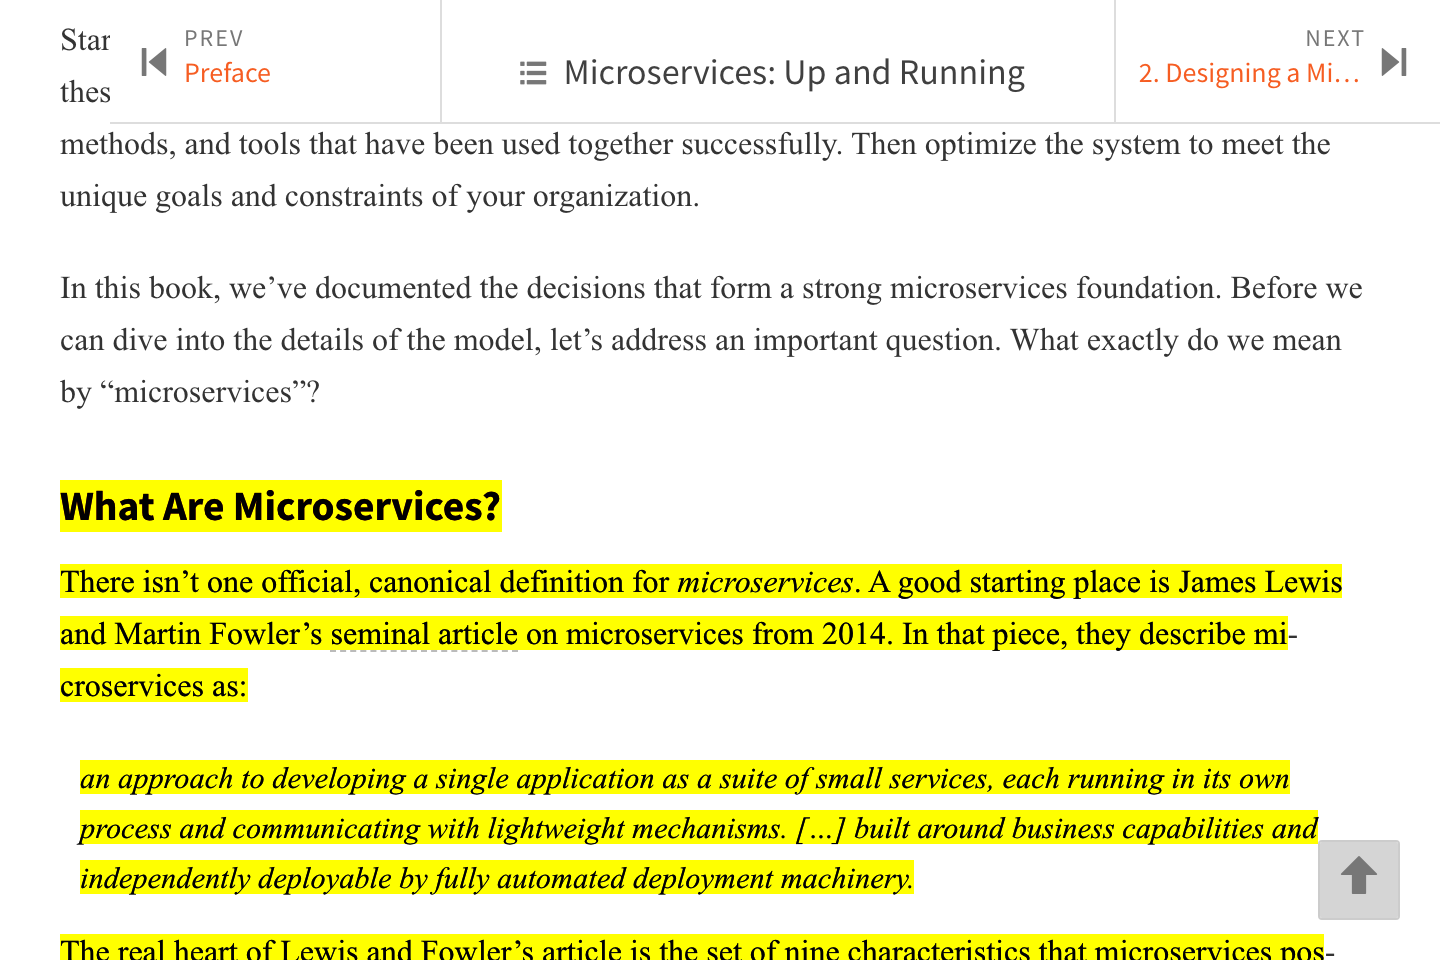 PREV
Preface
Microservices: Up and Running
NEXT
2. Designing a Mi...
Star
thes
methods, and tools that have been used together successfully. Then optimize the system to meet the
unique goals and constraints of your organization.
In this book, we’ve documented the decisions that form a strong microservices foundation. Before we
can dive into the details of the model, let’s address an important question. What exactly do we mean
by “microservices”?
What Are Microservices?
There isn’t one official, canonical definition for microservices. A good starting place is James Lewis
and Martin Fowler’s seminal article on microservices from 2014. In that piece, they describe mi-
croservices as:
an approach to developing a single application as a suite of small services, each running in its own
process and communicating with lightweight mechanisms. [...] built around business capabilities and
independently deployable by fully automated deployment machinery.
The real heart of Lewis and Fowler’s article is the set of nine characteristics that microservices pos-